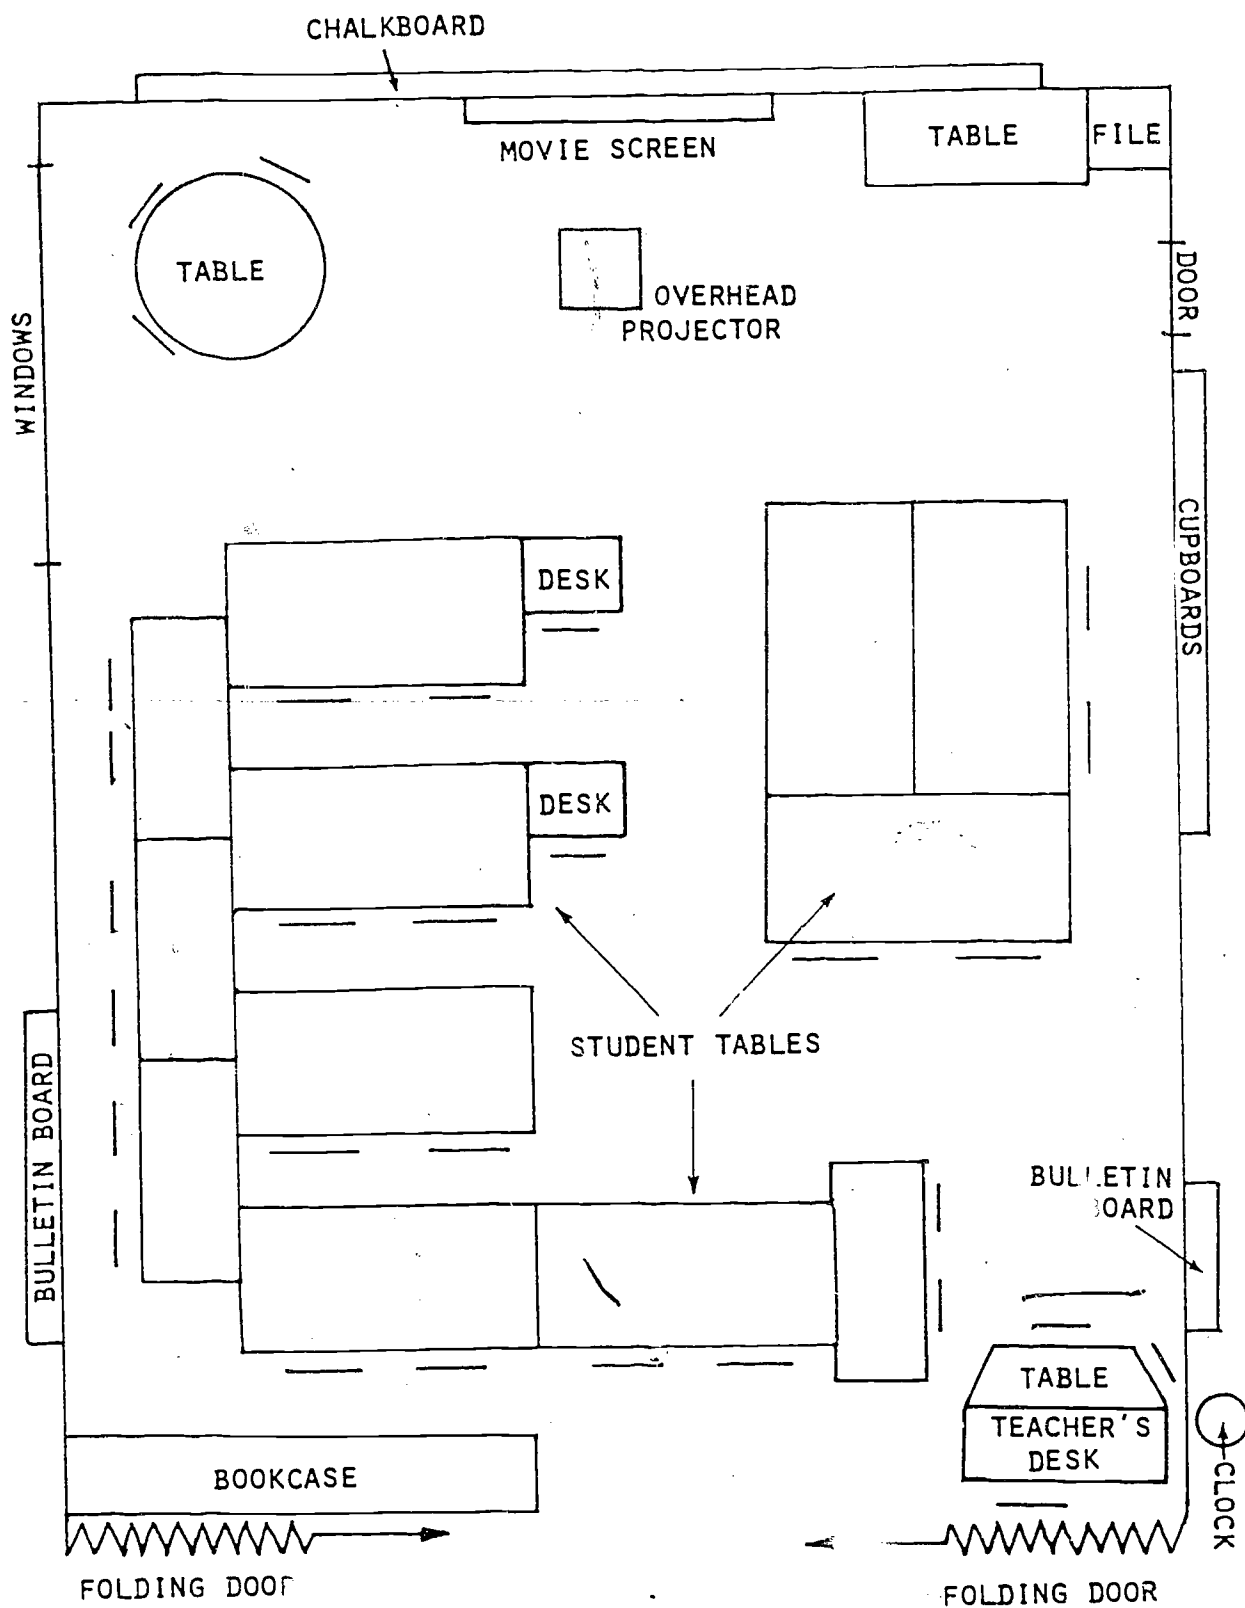 CHALKBOARD
MOVIE SCREEN
TABLE
FILE
TABLE
OVERHEAD
PROJECTOR
DOOR
WINDOWS
CUPBOARDS
DESK
DESK
STUDENT TABLES
BULLETIN BOARD
BULLETIN
BOARD
TABLE
TEACHER'S
DESK
CLOCK
BOOKCASE
FOLDING DOOR
FOLDING DOOR